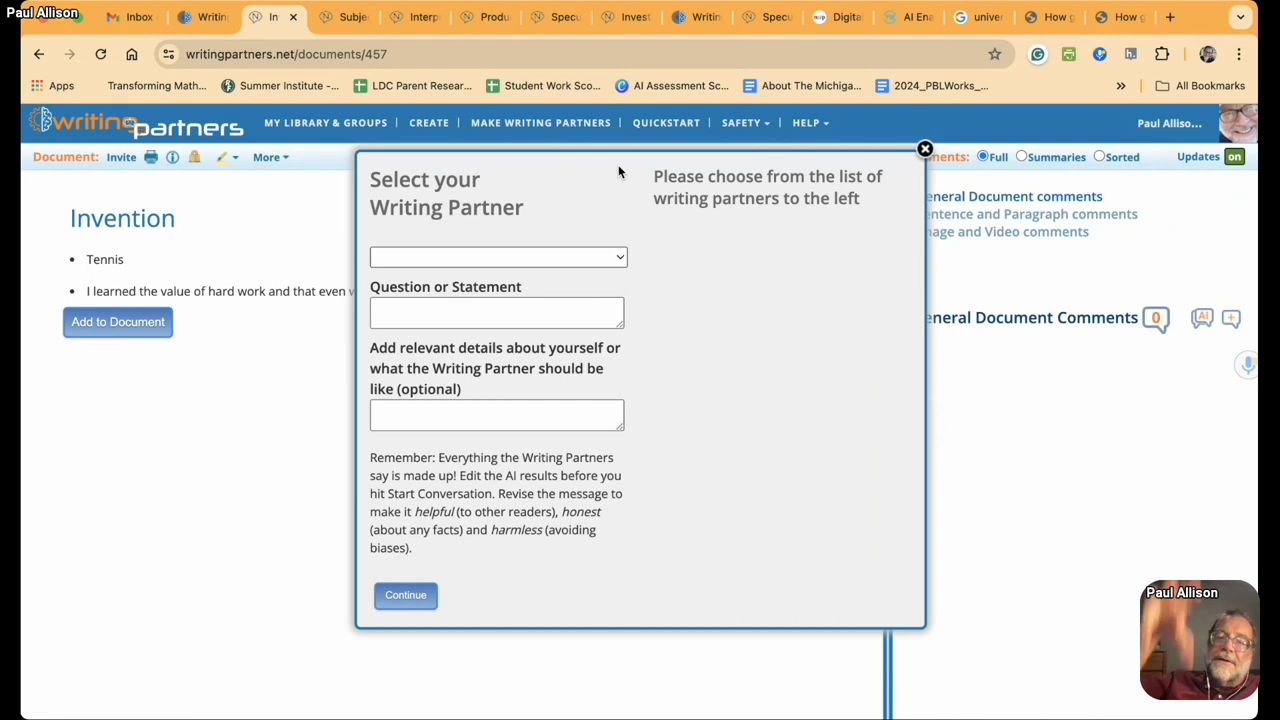 Paul Allison
Inbox
Writing
In
Subje
Interp
Produ
Specu
Invest
Writin
Specu
Digita
AI Ena
univer
How g
How g
writingpartners.net/documents/457
Apps
Transforming Math...
Summer Institute -...
LDC Parent Resear...
Student Work Sco...
AI Assessment Sc...
About The Michiga...
2024_PBLWorks_...
»
All Bookmarks
writingpartners
MY LIBRARY & GROUPS | CREATE | MAKE WRITING PARTNERS | QUICKSTART | SAFETY | HELP
Paul Alliso...
Document: Invite More
ments: Full Summaries Sorted
Updates on
Select your
Writing Partner
Please choose from the list of
writing partners to the left
eneral Document comments
entence and Paragraph comments
mage and Video comments
Invention
• Tennis
• I learned the value of hard work and that even
Add to Document
Question or Statement
eneral Document Comments 0 AI +
Add relevant details about yourself or
what the Writing Partner should be
like (optional)
Remember: Everything the Writing Partners
say is made up! Edit the AI results before you
hit Start Conversation. Revise the message to
make it helpful (to other readers), honest
(about any facts) and harmless (avoiding
biases).
Continue
Paul Allison